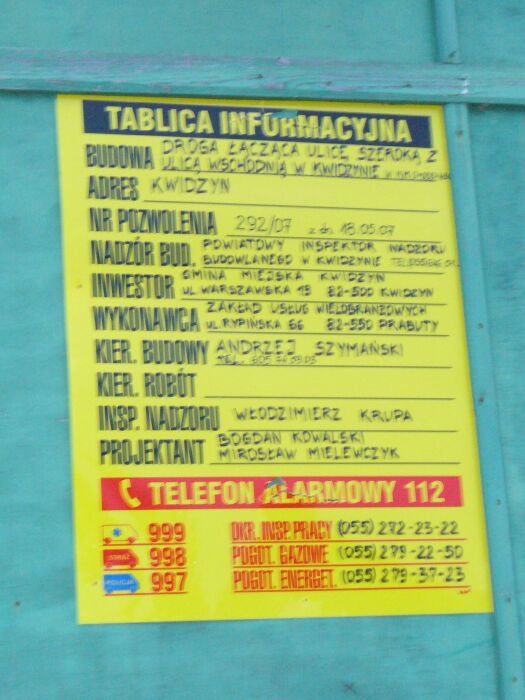 TABLICA INFORMACYJNA
BUDOWA DROGA ŁĄCZĄCA ULICĘ SZEROKĄ Z
ULICĄ WSCHODNIĄ W KWIDZYNIE
ADRES KWIDZYN
NR POZWOLENIA 292/07 z dn 18.05.07
NADZÓR BUD. POWIATOWY INSPEKTOR NADZORU
BUDOWLANEGO W KWIDZYNIE
INWESTOR GMINA MIEJSKA KWIDZYN
UL WARSZAWSKA 19 82-500 KWIDZYN
WYKONAWCA ZAKŁAD USŁUG WIELOBRANŻOWYCH
UL. RYPIŃSKA 66 82-550 PRABUTY
KIER. BUDOWY ANDRZEJ SZYMAŃSKI
TEL.
KIER. ROBÓT
INSP. NADZORU WŁODZIMIERZ KRUPA
PROJEKTANT BOGDAN KOWALSKI
MIROSŁAW MIELEWCZYK
TELEFON ALARMOWY 112
999 OKR. INSP. PRACY (055) 272-23-22
STRAŻ 998 POGOT. GAZOWE (055) 279-22-50
POLICJA 997 POGOT. ENERGET. (055) 279-37-23